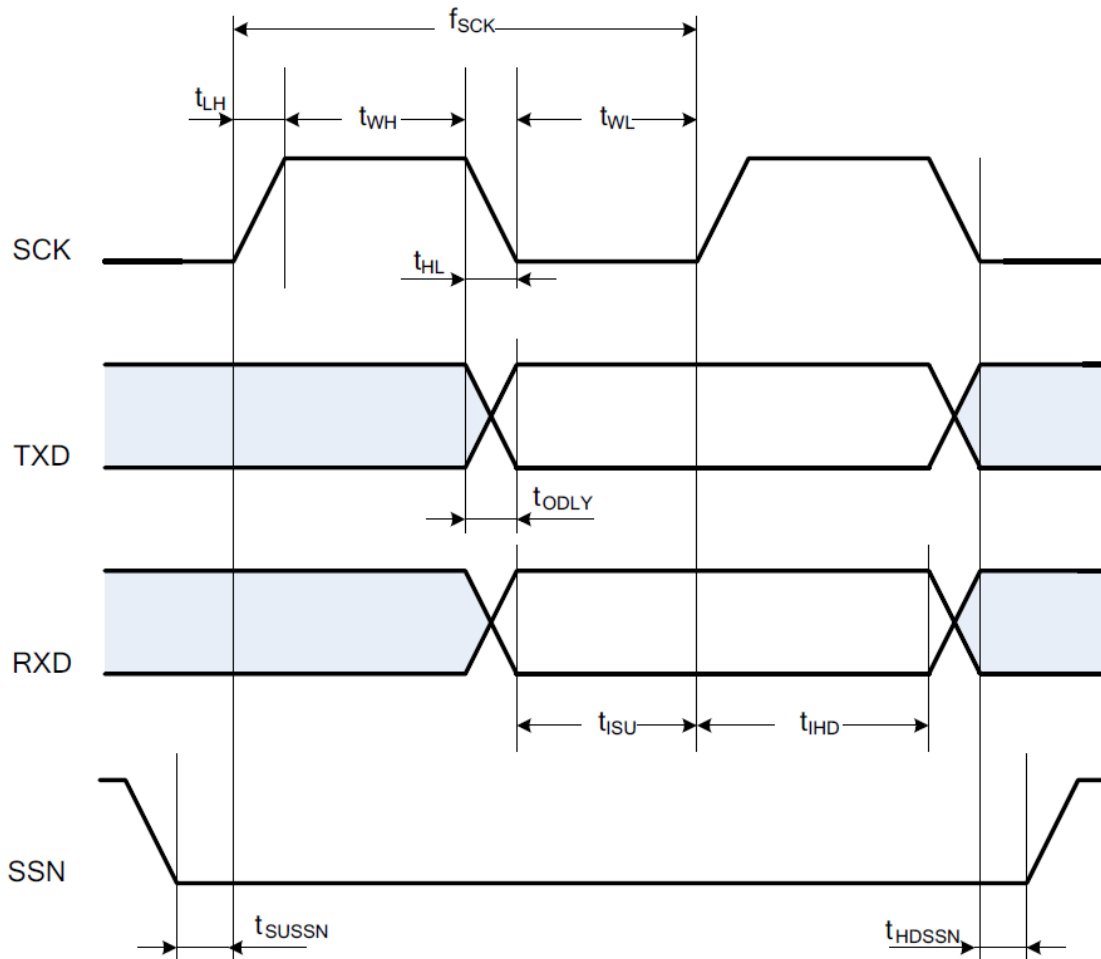 fSCK
tLH
tWH
tWL
SCK
tHL
TXD
tODLY
RXD
tISU
tIHD
SSN
tSUSSN
tHDSSN